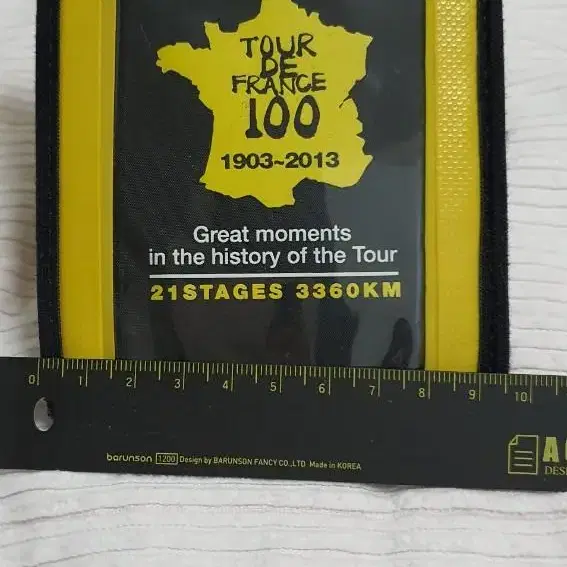 TOUR
DE
FRANCE
100
1903~2013
Great moments
in the history of the Tour
21STAGES 3360KM
0 1 2 3 4 5 6 7 8 9 10
barunson 1200 Design by BARUNSON FANCY CO.,LTD Made in KOREA